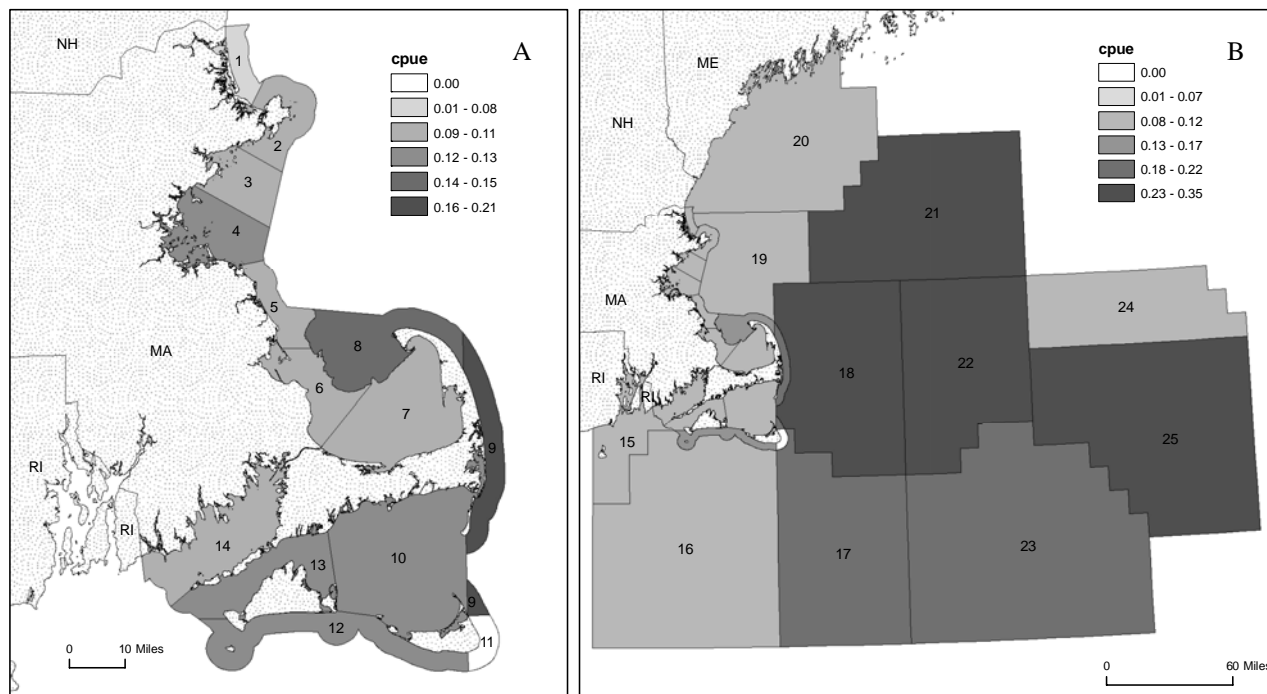 A
NH
1
2
3
4
5
MA
8
6
7
9
RI
RI
14
13
10
9
12
11
cpue
0.00
0.01 - 0.08
0.09 - 0.11
0.12 - 0.13
0.14 - 0.15
0.16 - 0.21
0 10 Miles
B
ME
NH
20
21
19
MA
24
RI
RI
18
22
15
25
16
17
23
cpue
0.00
0.01 - 0.07
0.08 - 0.12
0.13 - 0.17
0.18 - 0.22
0.23 - 0.35
0 60 Miles